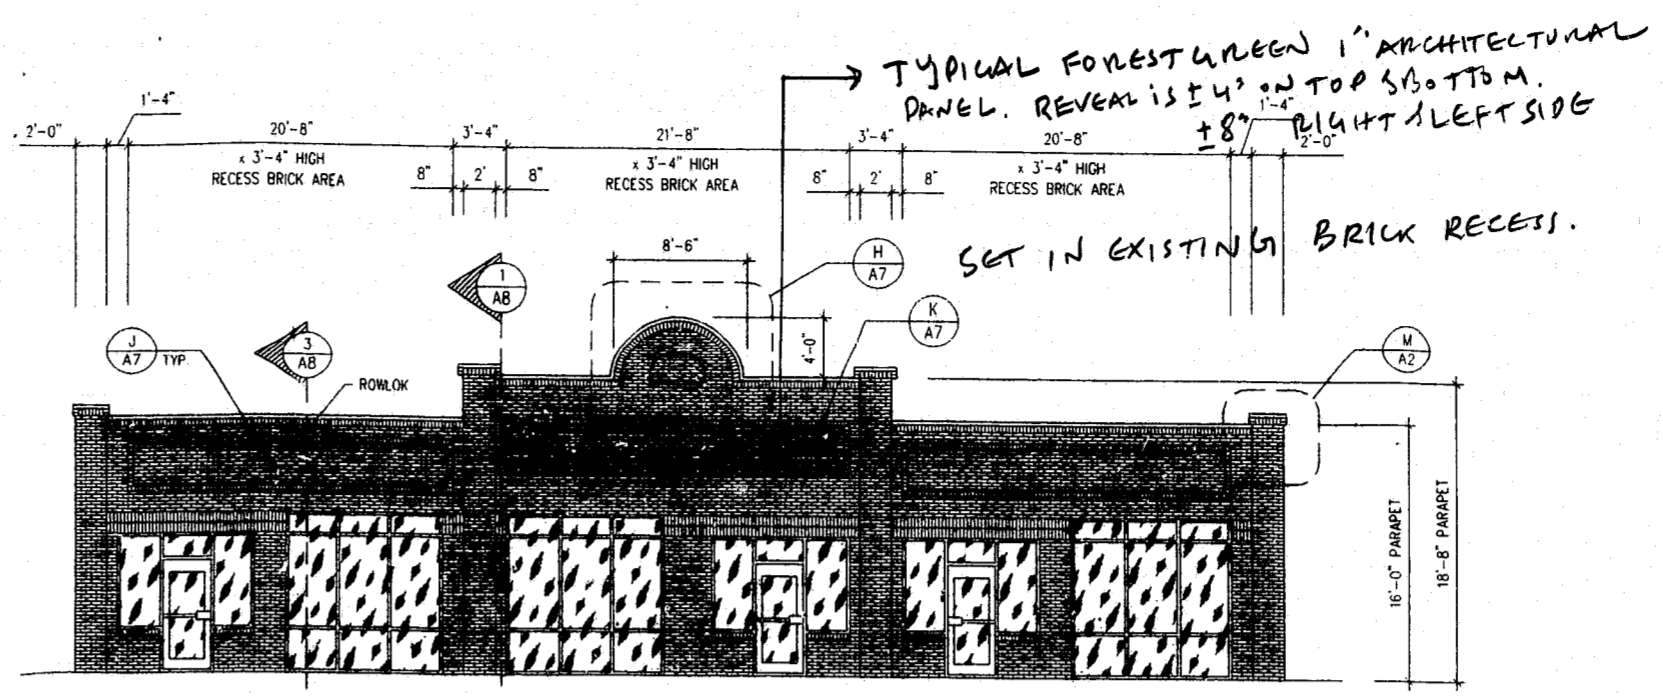 TYPICAL FOREST GREEN 1" ARCHITECTURAL
PANEL. REVEAL IS ± 4" ON TOP & BOTTOM.
± 8" RIGHT & LEFT SIDE
SET IN EXISTING BRICK RECESS.
1'-4" 1'-4"
2'-0" 20'-8" 3'-4" 21'-8" 3'-4" 20'-8" 2'-0"
x 3'-4" HIGH x 3'-4" HIGH x 3'-4" HIGH
RECESS BRICK AREA 8" 2' 8" RECESS BRICK AREA 8" 2' 8" RECESS BRICK AREA
8'-6"
H
A7
1
A8
K
A7
J
A7 TYP.
3
A8
ROWLOK
4'-0"
M
A2
16'-0" PARAPET
18'-8" PARAPET